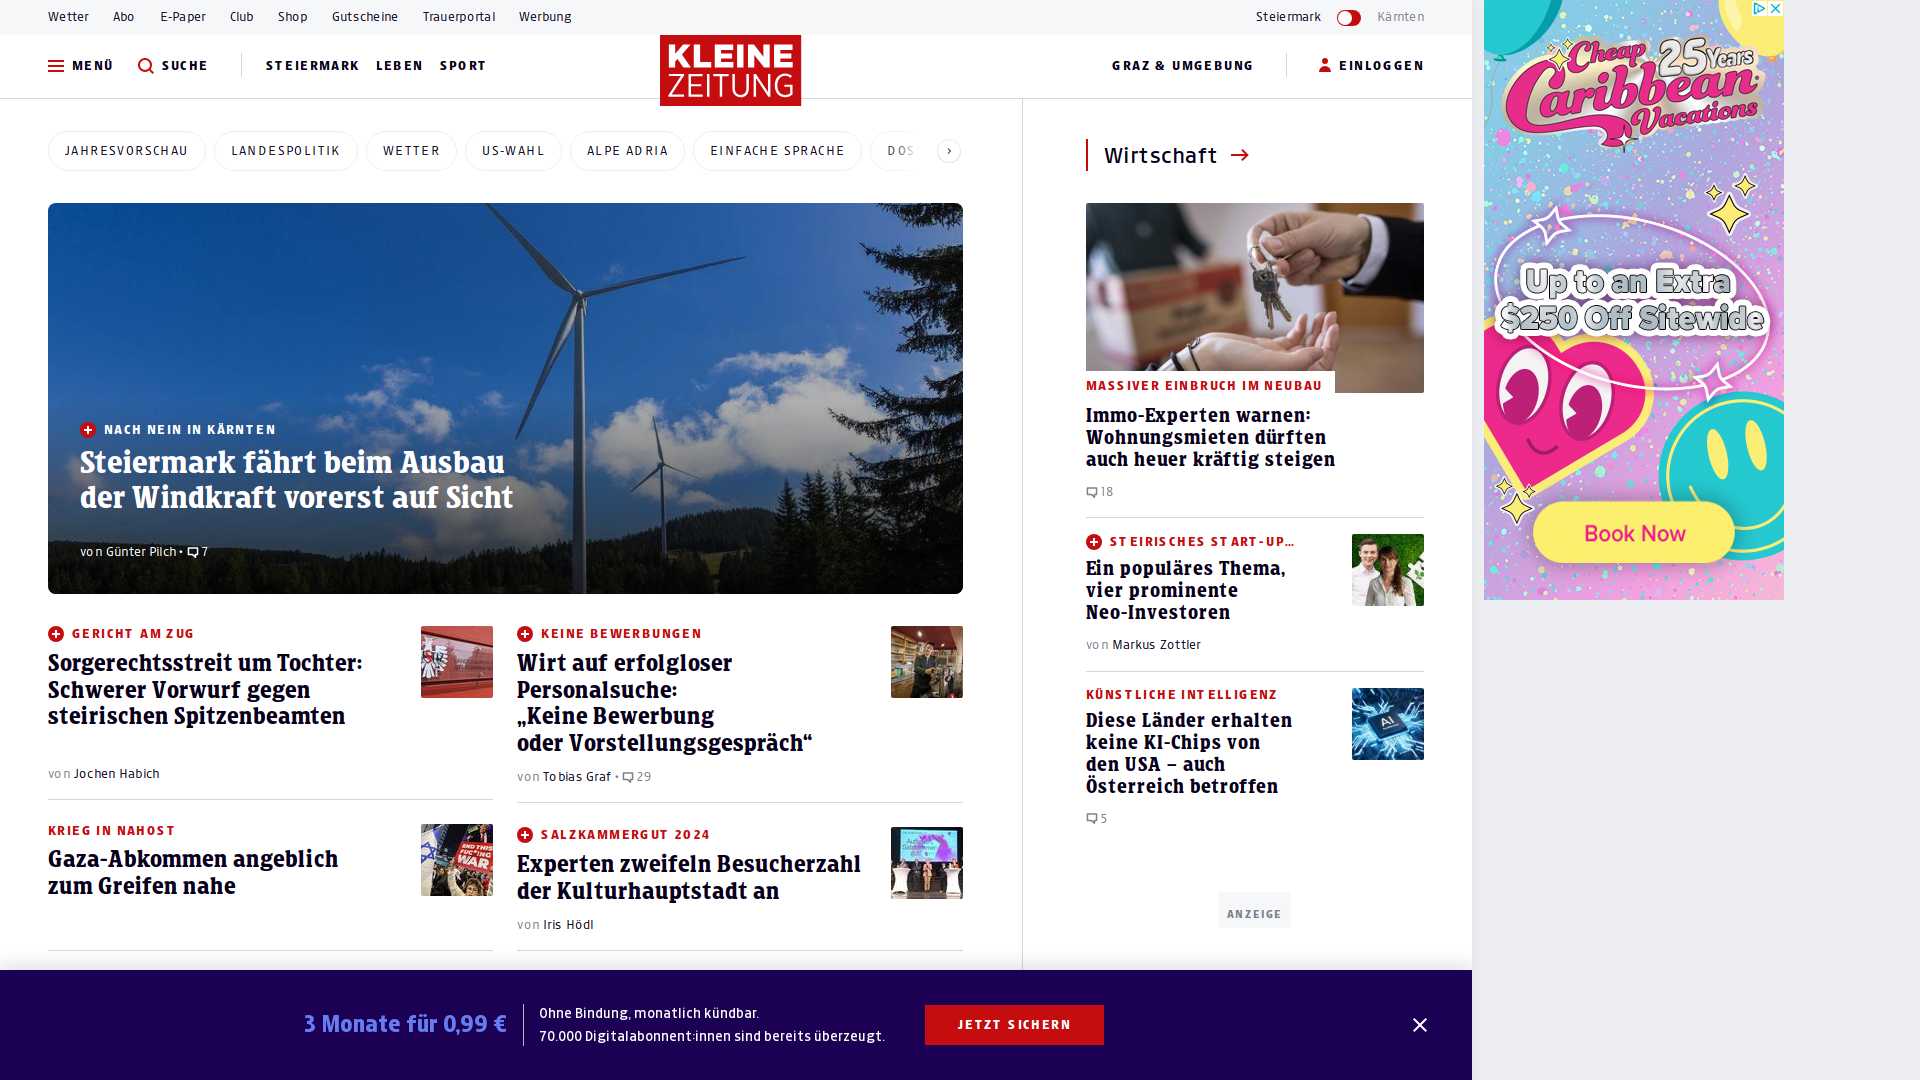 Wetter Abo E-Paper Club Shop Gutscheine Trauerportal Werbung
Steiermark Kärnten
MENÜ SUCHE STEIERMARK LEBEN SPORT
KLEINE
ZEITUNG
GRAZ & UMGEBUNG EINLOGGEN
JAHRESVORSCHAU LANDESPOLITIK WETTER US-WAHL ALPE ADRIA EINFACHE SPRACHE DOS
NACH NEIN IN KÄRNTEN
Steiermark fährt beim Ausbau
der Windkraft vorerst auf Sicht
von Günter Pilch • 7
GERICHT AM ZUG
Sorgerechtsstreit um Tochter:
Schwerer Vorwurf gegen
steirischen Spitzenbeamten
von Jochen Habich
KEINE BEWERBUNGEN
Wirt auf erfolgloser
Personalsuche:
„Keine Bewerbung
oder Vorstellungsgespräch“
von Tobias Graf • 29
KRIEG IN NAHOST
Gaza-Abkommen angeblich
zum Greifen nahe
AND THIS
FUC*ING
WAR
SALZKAMMERGUT 2024
Experten zweifeln Besucherzahl
der Kulturhauptstadt an
von Iris Hödl
Wirtschaft
MASSIVER EINBRUCH IM NEUBAU
Immo-Experten warnen:
Wohnungsmieten dürften
auch heuer kräftig steigen
18
STEIRISCHES START-UP…
Ein populäres Thema,
vier prominente
Neo-Investoren
von Markus Zottler
KÜNSTLICHE INTELLIGENZ
Diese Länder erhalten
keine KI-Chips von
den USA – auch
Österreich betroffen
5
AI
ANZEIGE
3 Monate für 0,99 €
Ohne Bindung, monatlich kündbar.
70.000 Digitalabonnent:innen sind bereits überzeugt.
JETZT SICHERN
Cheap
25 Years
Caribbean
Vacations
Up to an Extra
$250 Off Sitewide
Book Now